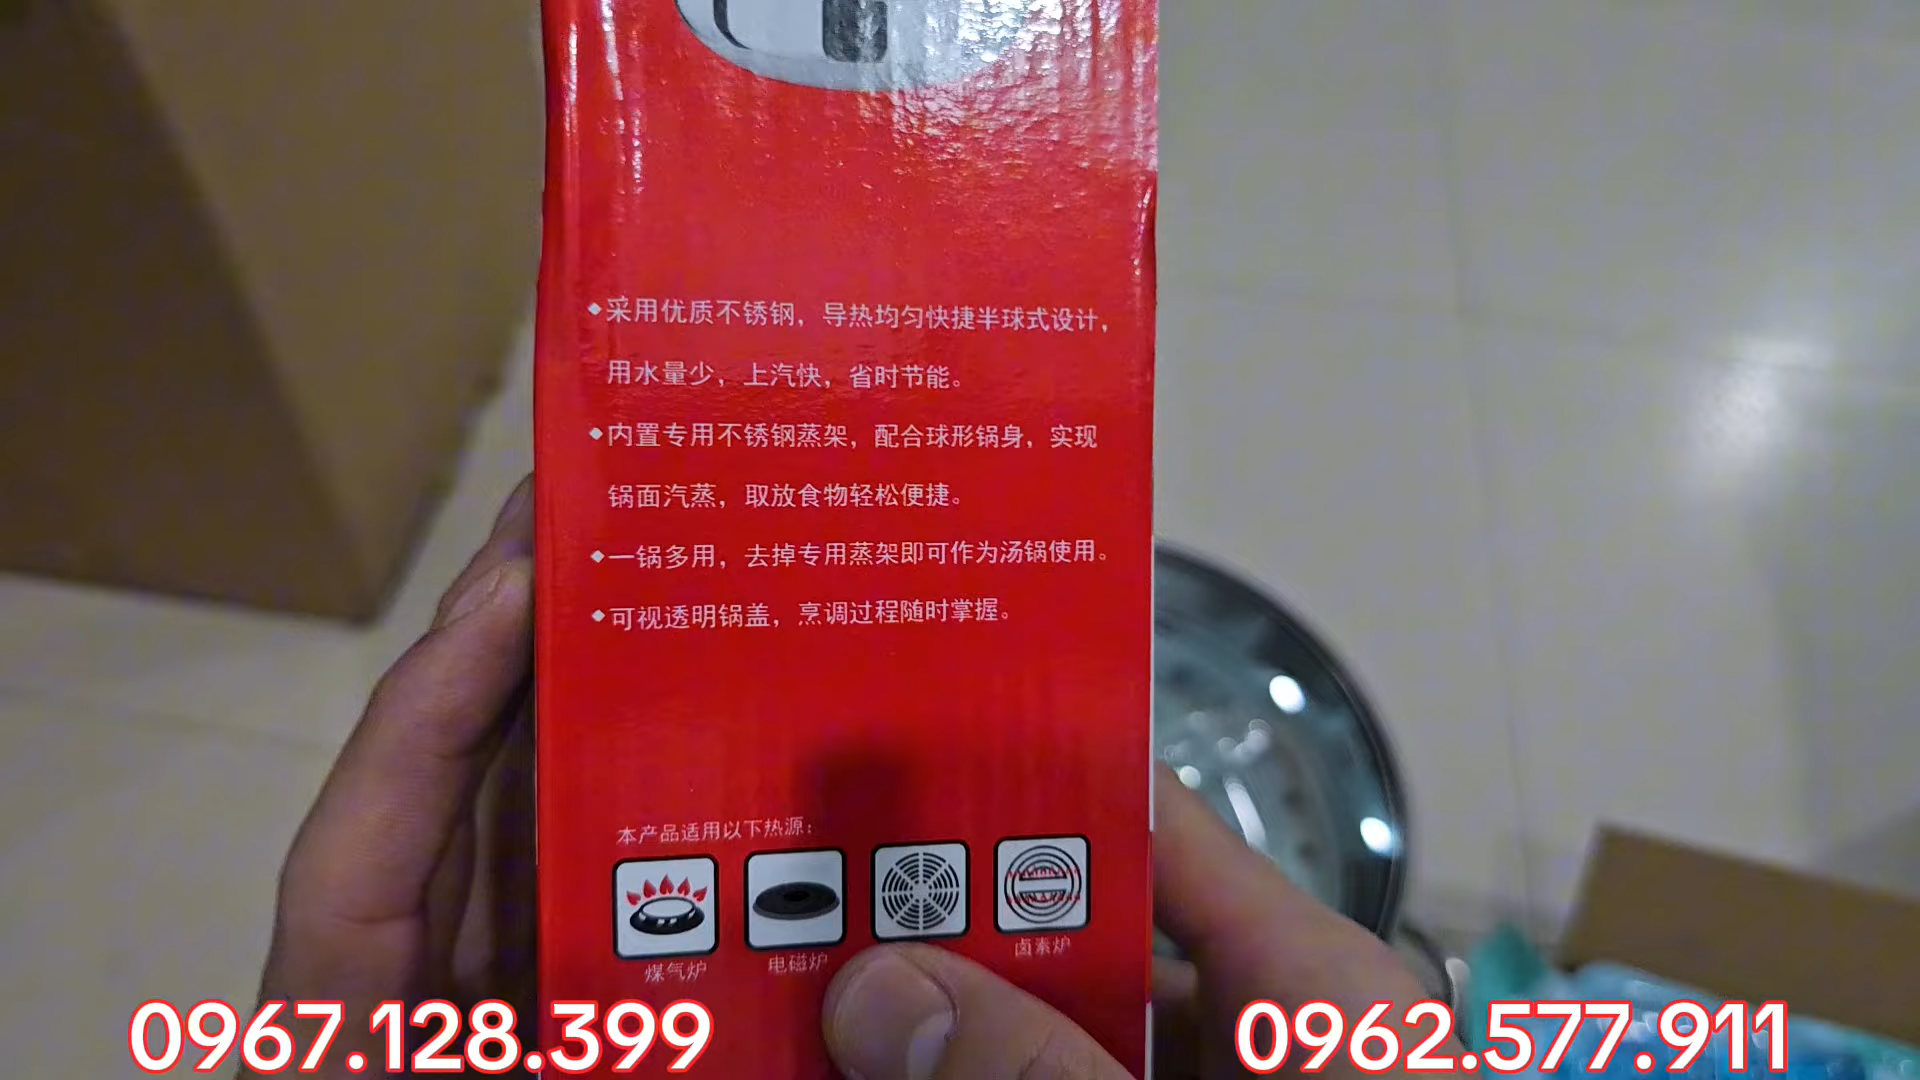 ◆采用优质不锈钢，导热均匀快捷半球式设计，
用水量少，上汽快，省时节能。
◆内置专用不锈钢蒸架，配合球形锅身，实现
锅面汽蒸，取放食物轻松便捷。
◆一锅多用，去掉专用蒸架即可作为汤锅使用。
◆可视透明锅盖，烹调过程随时掌握。
本产品适用以下热源：
煤气炉 电磁炉 卤素炉
0967.128.399 0962.577.911